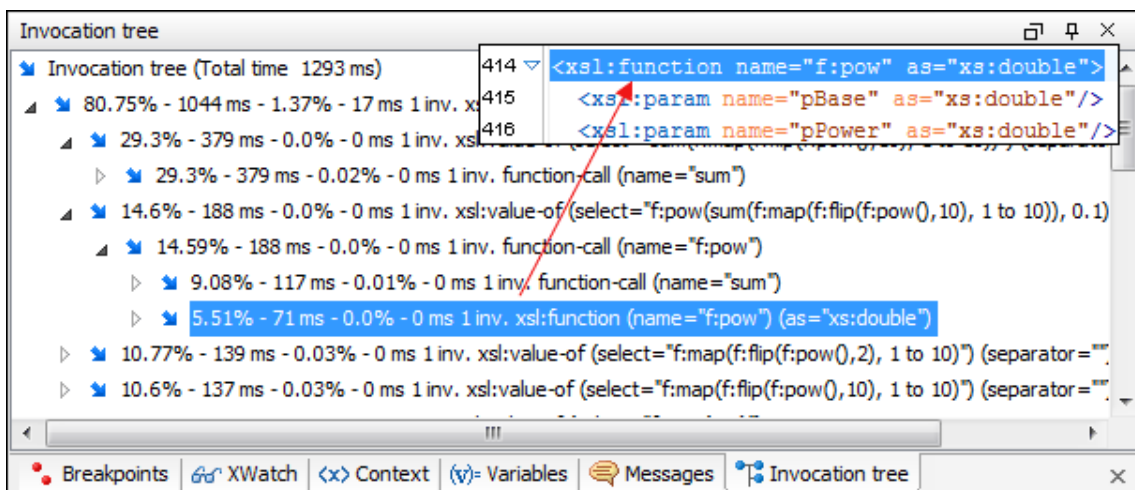 Invocation tree
Invocation tree (Total time 1293 ms)
414 <xsl:function name="f:pow" as="xs:double">
80.75% - 1044 ms - 1.37% - 17 ms 1 inv.
415 <xsl:param name="pBase" as="xs:double"/>
416 <xsl:param name="pPower" as="xs:double"/>
29.3% - 379 ms - 0.0% - 0 ms 1 inv.
29.3% - 379 ms - 0.02% - 0 ms 1 inv. function-call (name="sum")
14.6% - 188 ms - 0.0% - 0 ms 1 inv. xsl:value-of (select="f:pow(sum(f:map(f:flip(f:pow(),10), 1 to 10)), 0.1)
14.59% - 188 ms - 0.0% - 0 ms 1 inv. function-call (name="f:pow")
9.08% - 117 ms - 0.01% - 0 ms 1 inv. function-call (name="sum")
5.51% - 71 ms - 0.0% - 0 ms 1 inv. xsl:function (name="f:pow") (as="xs:double")
10.77% - 139 ms - 0.03% - 0 ms 1 inv. xsl:value-of (select="f:map(f:flip(f:pow(),2), 1 to 10)") (separator=""
10.6% - 137 ms - 0.03% - 0 ms 1 inv. xsl:value-of (select="f:map(f:flip(f:pow(),10), 1 to 10)") (separator=""
Breakpoints XWatch <x> Context (v)= Variables Messages Invocation tree